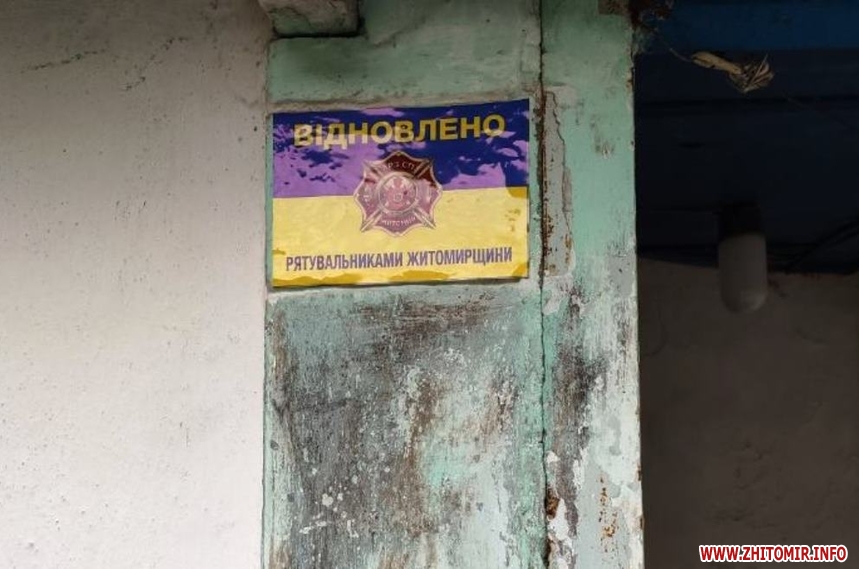 ВІДНОВЛЕНО
РЯТУВАЛЬНИКАМИ ЖИТОМИРЩИНИ
WWW.ZHITOMIR.INFO